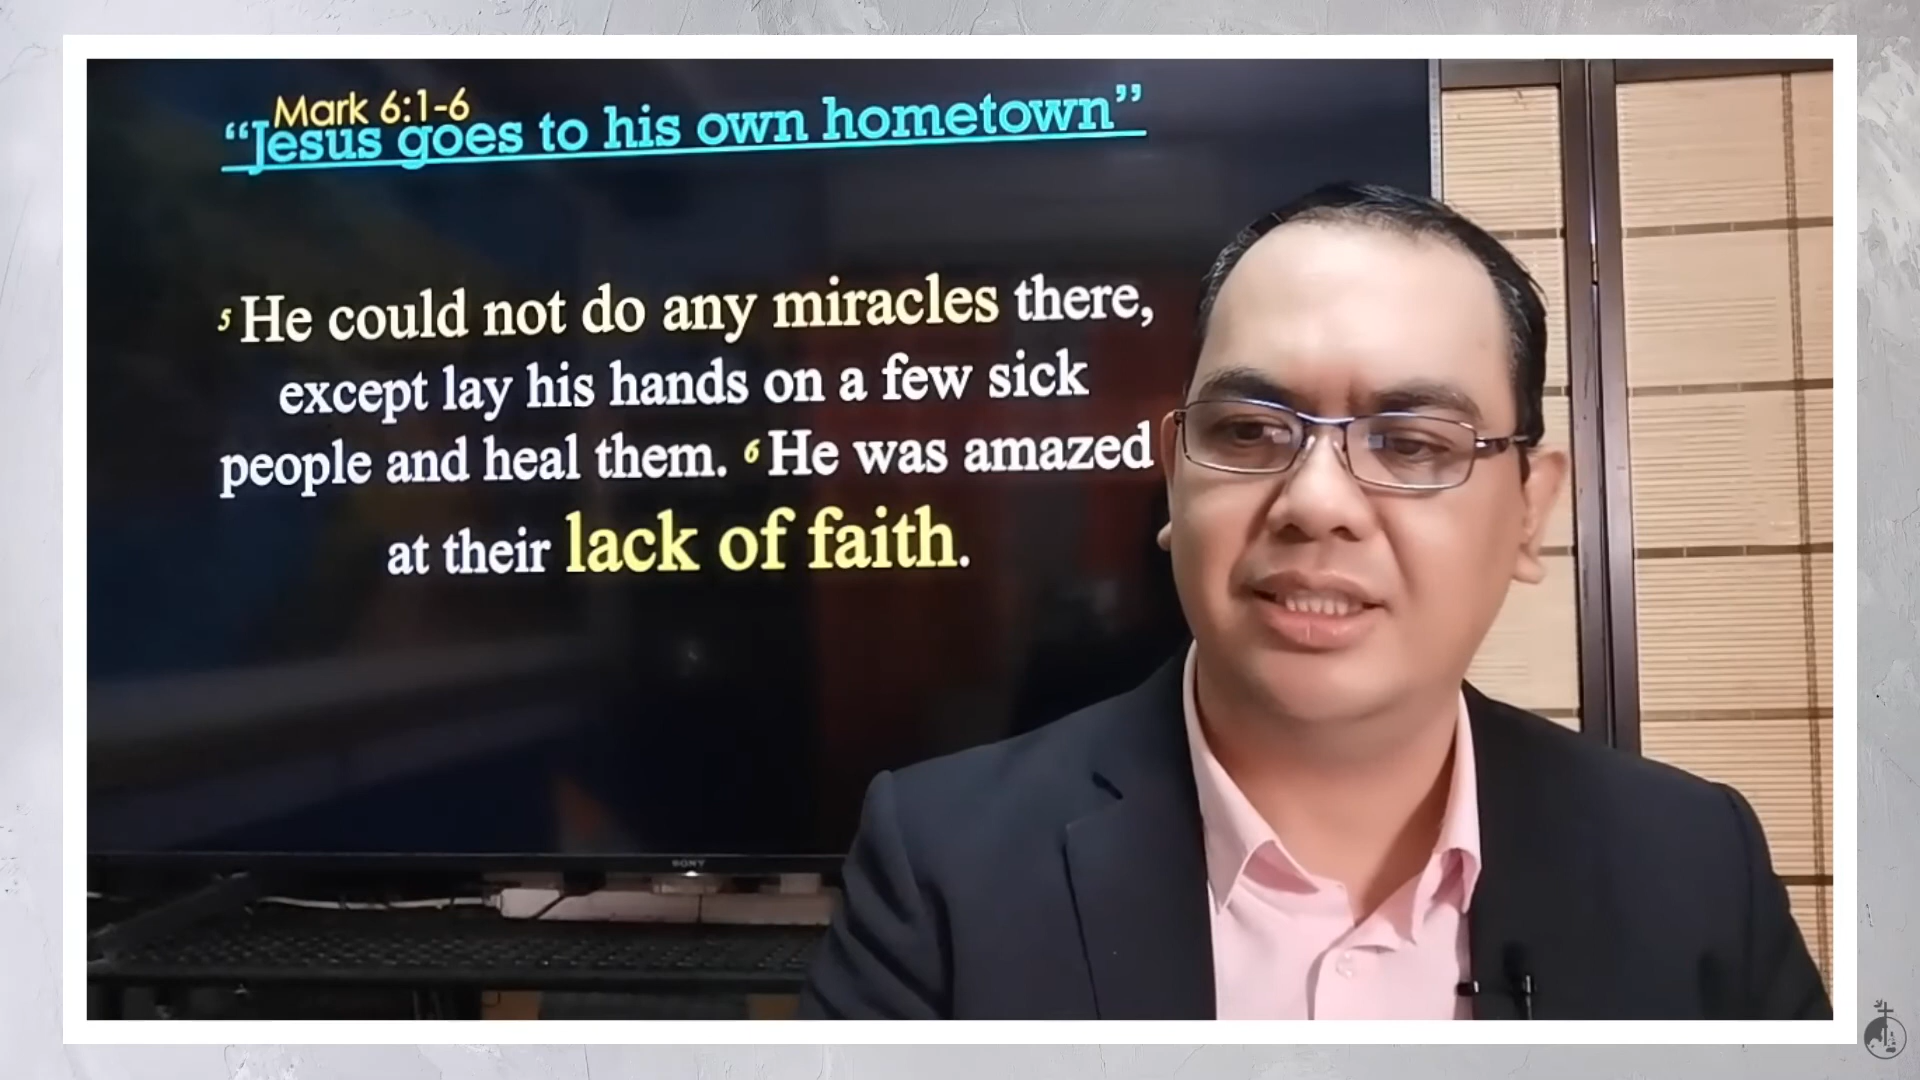 Mark 6:1-6
“Jesus goes to his own hometown”
5 He could not do any miracles there,
except lay his hands on a few sick
people and heal them. 6 He was amazed
at their lack of faith.
SONY